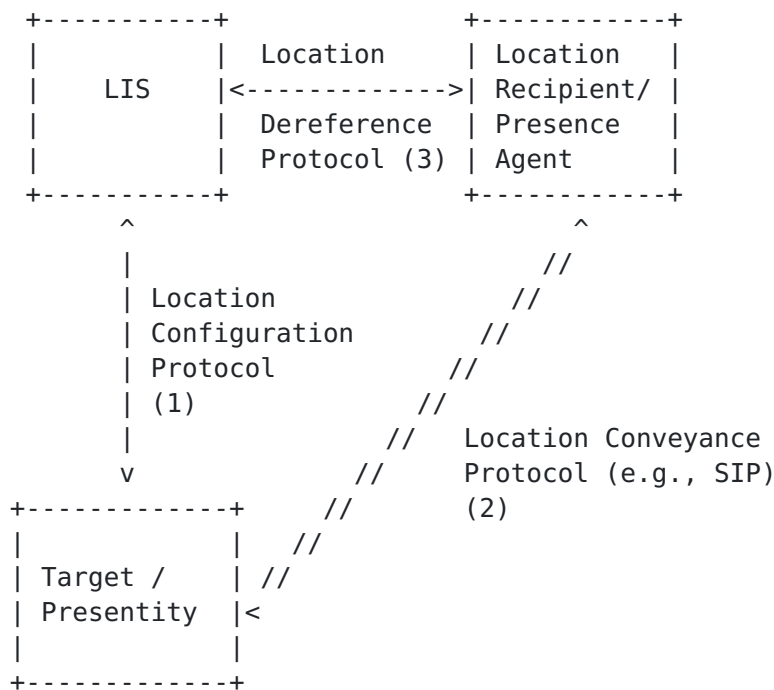 Location Location
LIS Recipient/
Dereference Presence
Protocol (3) Agent
Location
Configuration
Protocol
(1)
Location Conveyance
Protocol (e.g., SIP)
(2)
Target /
Presentity